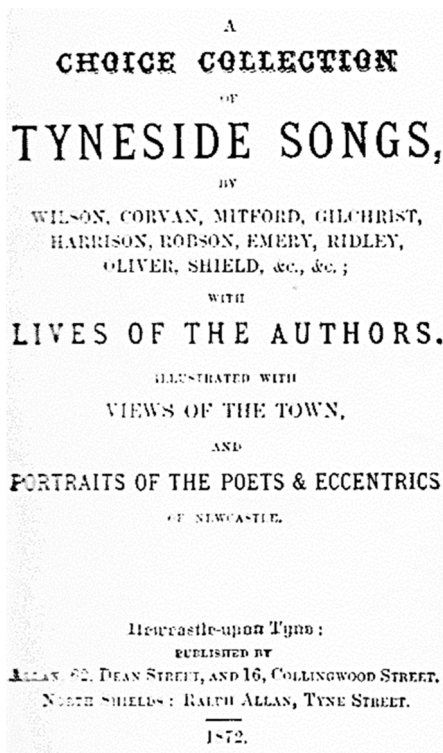 A
CHOICE COLLECTION
OF
TYNESIDE SONGS,
BY
WILSON, CORVAN, MITFORD, GILCHRIST,
HARRISON, ROBSON, EMERY, RIDLEY,
OLIVER, SHIELD, &c., &c.;
WITH
LIVES OF THE AUTHORS.
ILLUSTRATED WITH
VIEWS OF THE TOWN,
AND
PORTRAITS OF THE POETS & ECCENTRICS
OF NEWCASTLE.
Newcastle-upon Tyne:
PUBLISHED BY
ALLAN, 62, DEAN STREET, AND 16, COLLINGWOOD STREET.
NORTH SHIELDS: RALPH ALLAN, TYNE STREET.
1872.